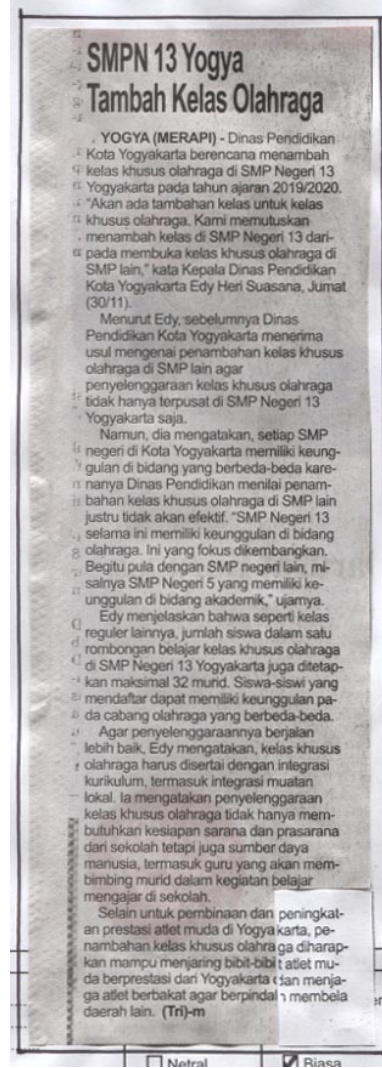 SMPN 13 Yogya
Tambah Kelas Olahraga
YOGYA (MERAPI) - Dinas Pendidikan
Kota Yogyakarta berencana menambah
kelas khusus olahraga di SMP Negeri 13
Yogyakarta pada tahun ajaran 2019/2020.
"Akan ada tambahan kelas untuk kelas
khusus olahraga. Kami memutuskan
menambah kelas di SMP Negeri 13 dari-
pada membuka kelas khusus olahraga di
SMP lain," kata Kepala Dinas Pendidikan
Kota Yogyakarta Edy Heri Suasana, Jumat
(30/11).
Menurut Edy, sebelumnya Dinas
Pendidikan Kota Yogyakarta menerima
usul mengenai penambahan kelas khusus
olahraga di SMP lain agar
penyelenggaraan kelas khusus olahraga
tidak hanya terpusat di SMP Negeri 13
Yogyakarta saja.
Namun, dia mengatakan, setiap SMP
negeri di Kota Yogyakarta memiliki keung-
gulan di bidang yang berbeda-beda kare-
nanya Dinas Pendidikan menilai penam-
bahan kelas khusus olahraga di SMP lain
justru tidak akan efektif. "SMP Negeri 13
selama ini memiliki keunggulan di bidang
olahraga. Ini yang fokus dikembangkan.
Begitu pula dengan SMP negeri lain, mi-
salnya SMP Negeri 5 yang memiliki ke-
unggulan di bidang akademik," ujarnya.
Edy menjelaskan bahwa seperti kelas
reguler lainnya, jumlah siswa dalam satu
rombongan belajar kelas khusus olahraga
di SMP Negeri 13 Yogyakarta juga ditetap-
kan maksimal 32 murid. Siswa-siswi yang
mendaftar dapat memiliki keunggulan pa-
da cabang olahraga yang berbeda-beda.
Agar penyelenggaraannya berjalan
lebih baik, Edy mengatakan, kelas khusus
olahraga harus disertai dengan integrasi
kurikulum, termasuk integrasi muatan
lokal. Ia mengatakan penyelenggaraan
kelas khusus olahraga tidak hanya mem-
butuhkan kesiapan sarana dan prasarana
dari sekolah tetapi juga sumber daya
manusia, termasuk guru yang akan mem-
bimbing murid dalam kegiatan belajar
mengajar di sekolah.
Selain untuk pembinaan dan peningkat-
an prestasi atlet muda di Yogyakarta, pe-
nambahan kelas khusus olahraga diharap-
kan mampu menjaring bibit-bibit atlet mu-
da berprestasi dari Yogyakarta dan menja-
ga atlet berbakat agar berpindah membela
daerah lain. (Tri)-m
Netral
Biasa